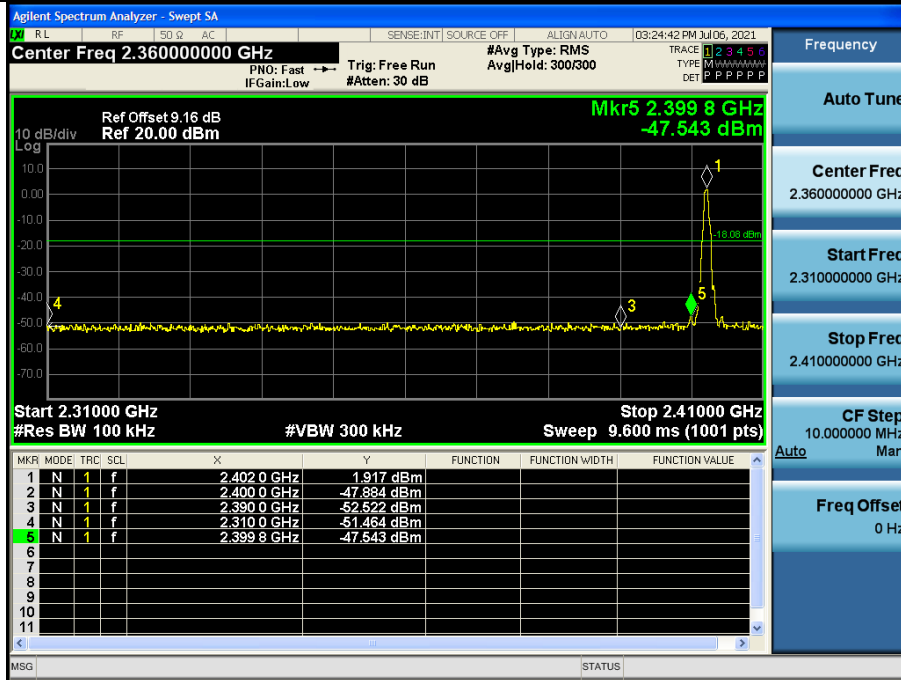 Agilent Spectrum Analyzer - Swept SA
LXI RL RF 50 Ω AC SENSE:INT SOURCE OFF ALIGN AUTO 03:24:42 PM Jul 06, 2021
Center Freq 2.360000000 GHz
PNO: Fast
IFGain:Low
Trig: Free Run
#Atten: 30 dB
#Avg Type: RMS
Avg|Hold: 300/300
TRACE 1 2 3 4 5 6
TYPE M W W W W W
DET P P P P P P
Mkr5 2.399 8 GHz
-47.543 dBm
Ref Offset 9.16 dB
10 dB/div Ref 20.00 dBm
Log
10.0
0.00
-10.0
-20.0
-30.0
-40.0
-50.0
-60.0
-70.0
1
-18.08 dBm
4
3
5
Start 2.31000 GHz Stop 2.41000 GHz
#Res BW 100 kHz #VBW 300 kHz Sweep 9.600 ms (1001 pts)
MKR MODE TRC SCL X Y FUNCTION FUNCTION WIDTH FUNCTION VALUE
1 N 1 f 2.402 0 GHz 1.917 dBm
2 N 1 f 2.400 0 GHz -47.884 dBm
3 N 1 f 2.390 0 GHz -52.522 dBm
4 N 1 f 2.310 0 GHz -51.464 dBm
5 N 1 f 2.399 8 GHz -47.543 dBm
6
7
8
9
10
11
MSG STATUS
Frequency
Auto Tune
Center Freq
2.360000000 GHz
Start Freq
2.310000000 GHz
Stop Freq
2.410000000 GHz
CF Step
10.000000 MHz
Auto Man
Freq Offset
0 Hz